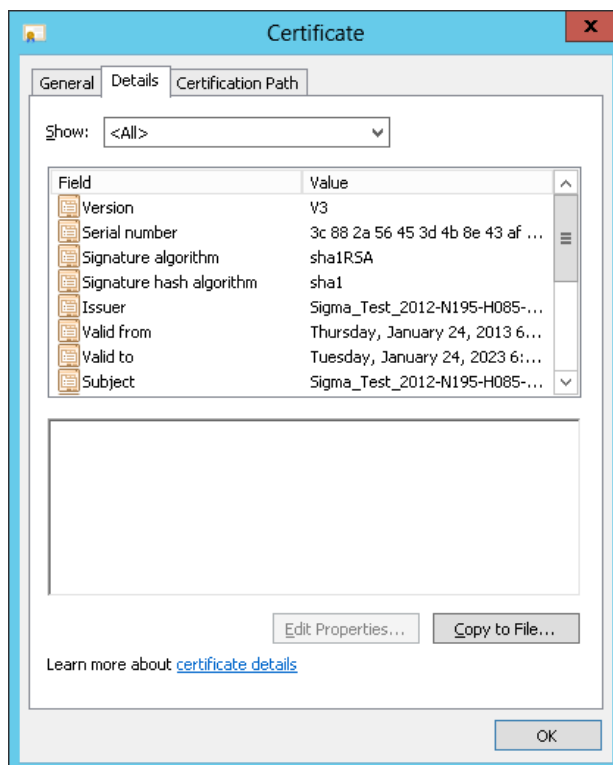 Certificate
x
General Details Certification Path
Show: <All>
Field Value
Version V3
Serial number 3c 88 2a 56 45 3d 4b 8e 43 af ...
Signature algorithm sha1RSA
Signature hash algorithm sha1
Issuer Sigma_Test_2012-N195-H085-...
Valid from Thursday, January 24, 2013 6...
Valid to Tuesday, January 24, 2023 6:...
Subject Sigma_Test_2012-N195-H085-...
Edit Properties... Copy to File...
Learn more about certificate details
OK